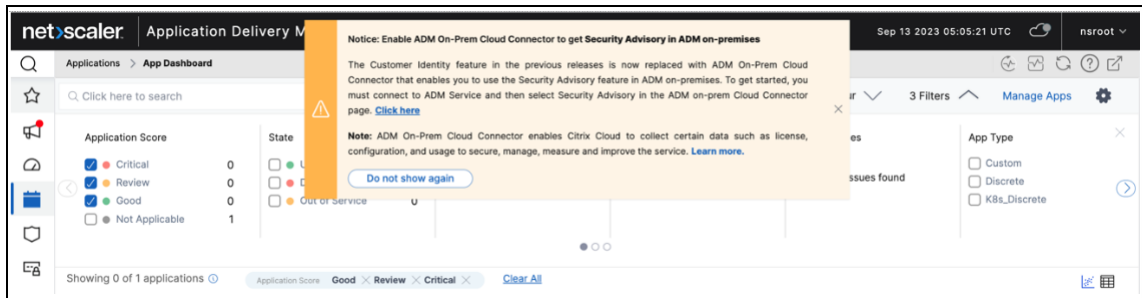 net>scaler Application Delivery M
Sep 13 2023 05:05:21 UTC
nsroot
Applications > App Dashboard
Click here to search
3 Filters
Manage Apps
Notice: Enable ADM On-Prem Cloud Connector to get Security Advisory in ADM on-premises
The Customer Identity feature in the previous releases is now replaced with ADM On-Prem Cloud
Connector that enables you to use the Security Advisory feature in ADM on-premises. To get started, you
must connect to ADM Service and then select Security Advisory in the ADM on-prem Cloud Connector
page. Click here
Note: ADM On-Prem Cloud Connector enables Citrix Cloud to collect certain data such as license,
configuration, and usage to secure, manage, measure and improve the service. Learn more.
Do not show again
Application Score
Critical 0
Review 0
Good 0
Not Applicable 1
State
Out of Service 0
ssues found
App Type
Custom
Discrete
K8s_Discrete
Showing 0 of 1 applications
Application Score Good Review Critical
Clear All